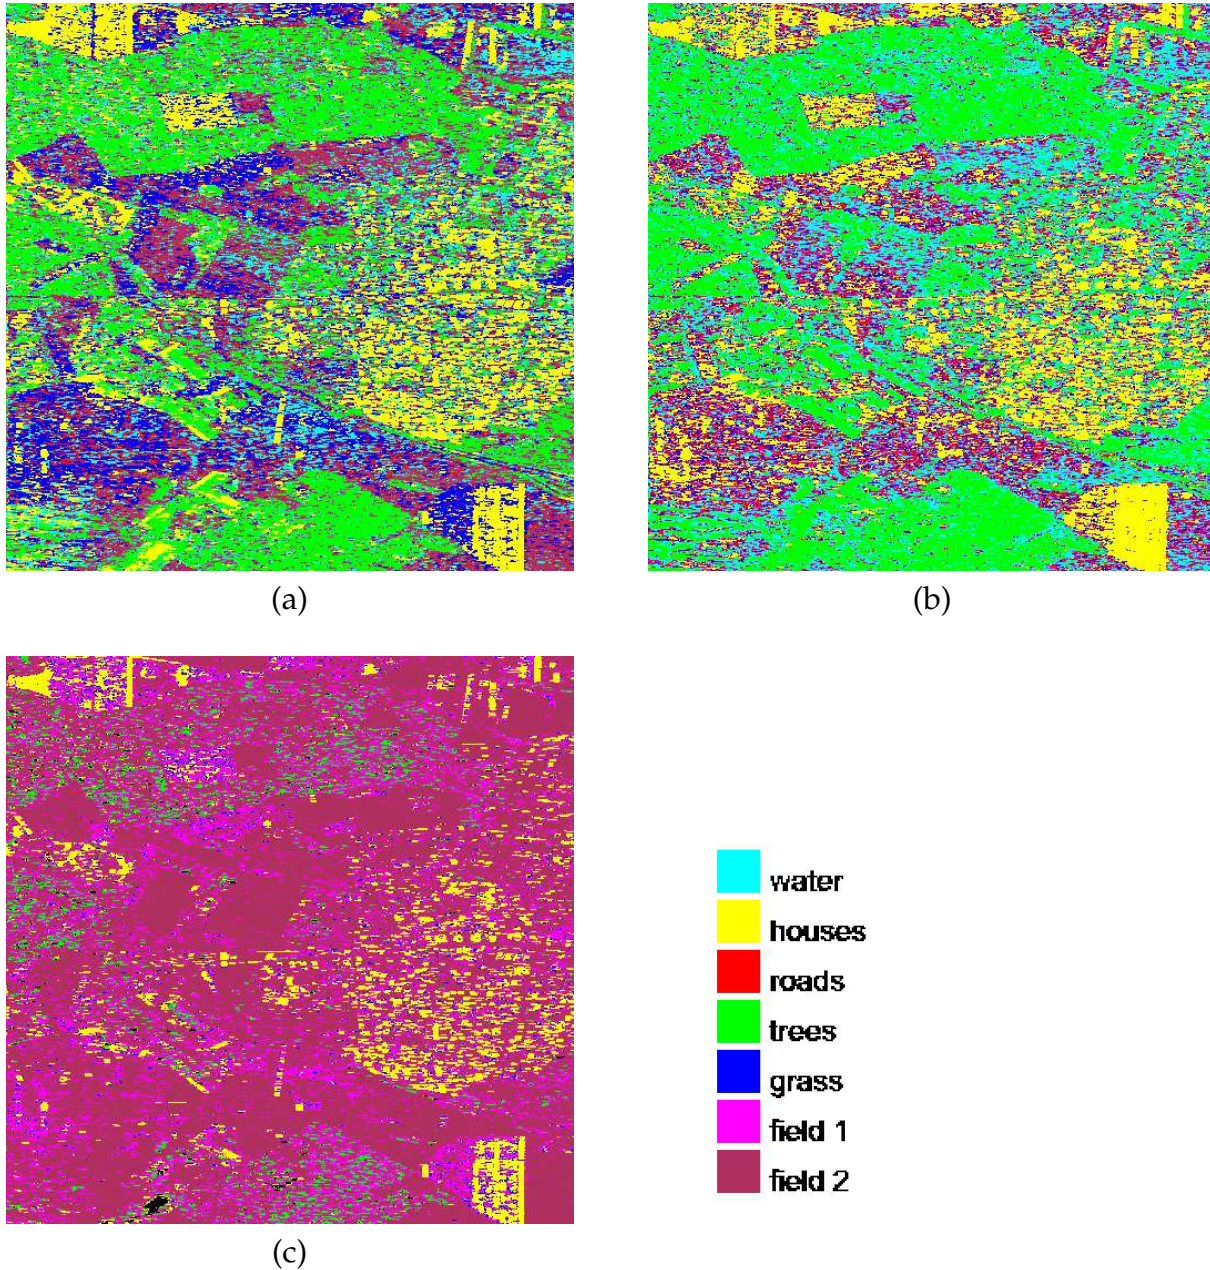 (a)
(b)
water
houses
roads
trees
grass
field 1
field 2
(c)